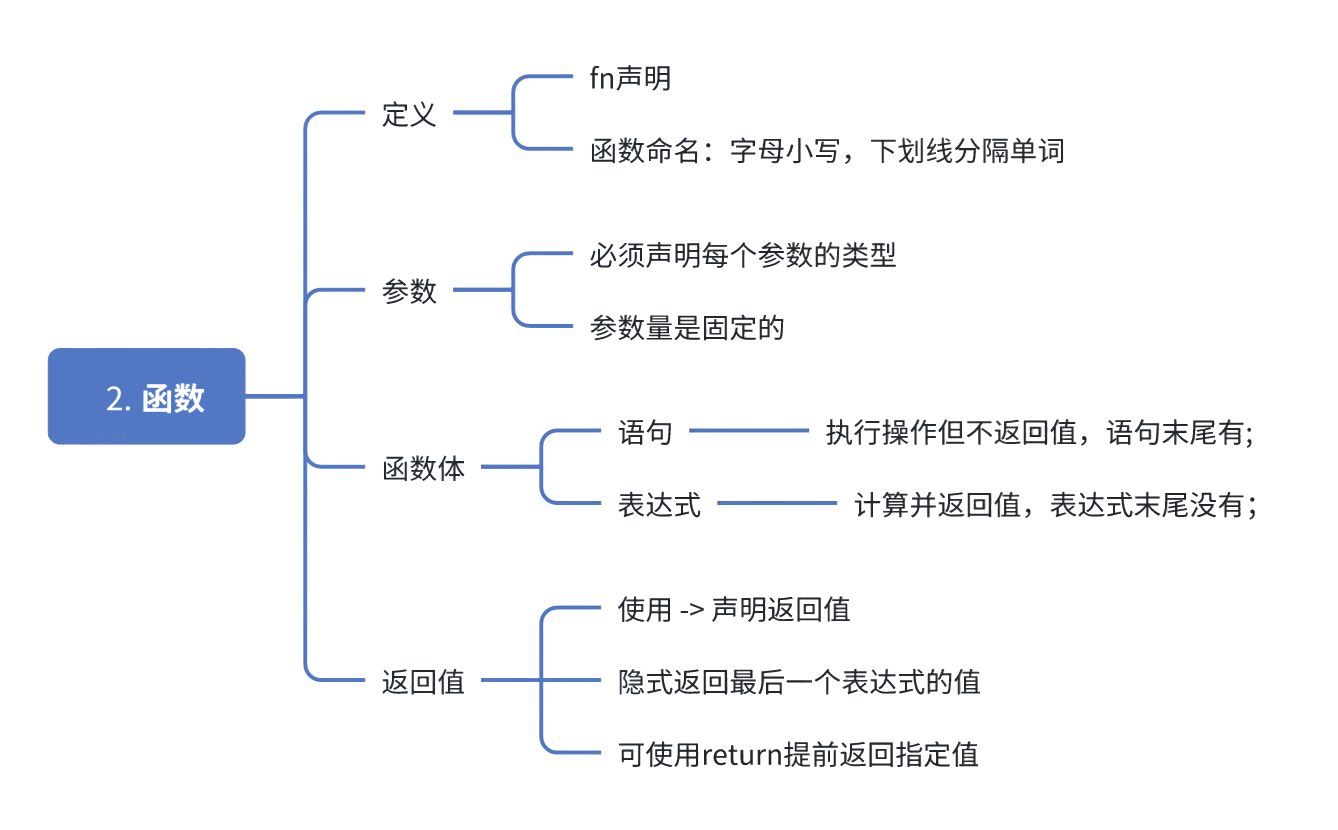 2. 函数
定义
fn声明
函数命名：字母小写，下划线分隔单词
参数
必须声明每个参数的类型
参数量是固定的
函数体
语句
执行操作但不返回值，语句末尾有;
表达式
计算并返回值，表达式末尾没有；
返回值
使用 -> 声明返回值
隐式返回最后一个表达式的值
可使用return提前返回指定值